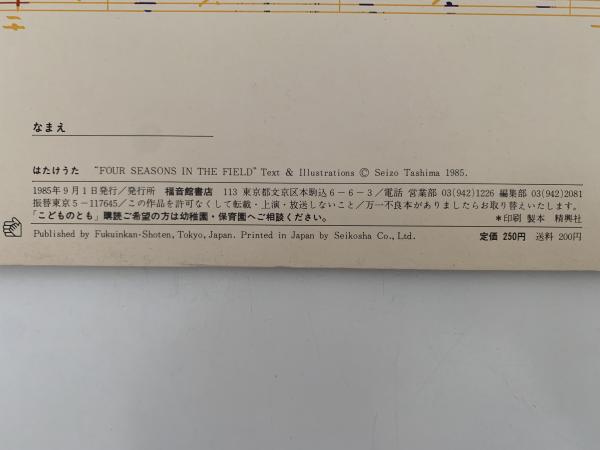 なまえ
はたけうた “FOUR SEASONS IN THE FIELD” Text & Illustrations © Seizo Tashima 1985.
1985年9月1日発行／発行所 福音館書店 113 東京都文京区本駒込6－6－3／電話 営業部 03(942)1226 編集部 03(942)2081
振替東京5－117645／この作品を許可なくして転載・上演・放送しないこと／万一不良本がありましたらお取り替えいたします。
「こどものとも」購読ご希望の方は幼稚園・保育園へご相談ください。 ＊印刷 製本 精興社
Published by Fukuinkan-Shoten, Tokyo, Japan. Printed in Japan by Seikosha Co., Ltd. 定価 250円 送料 200円